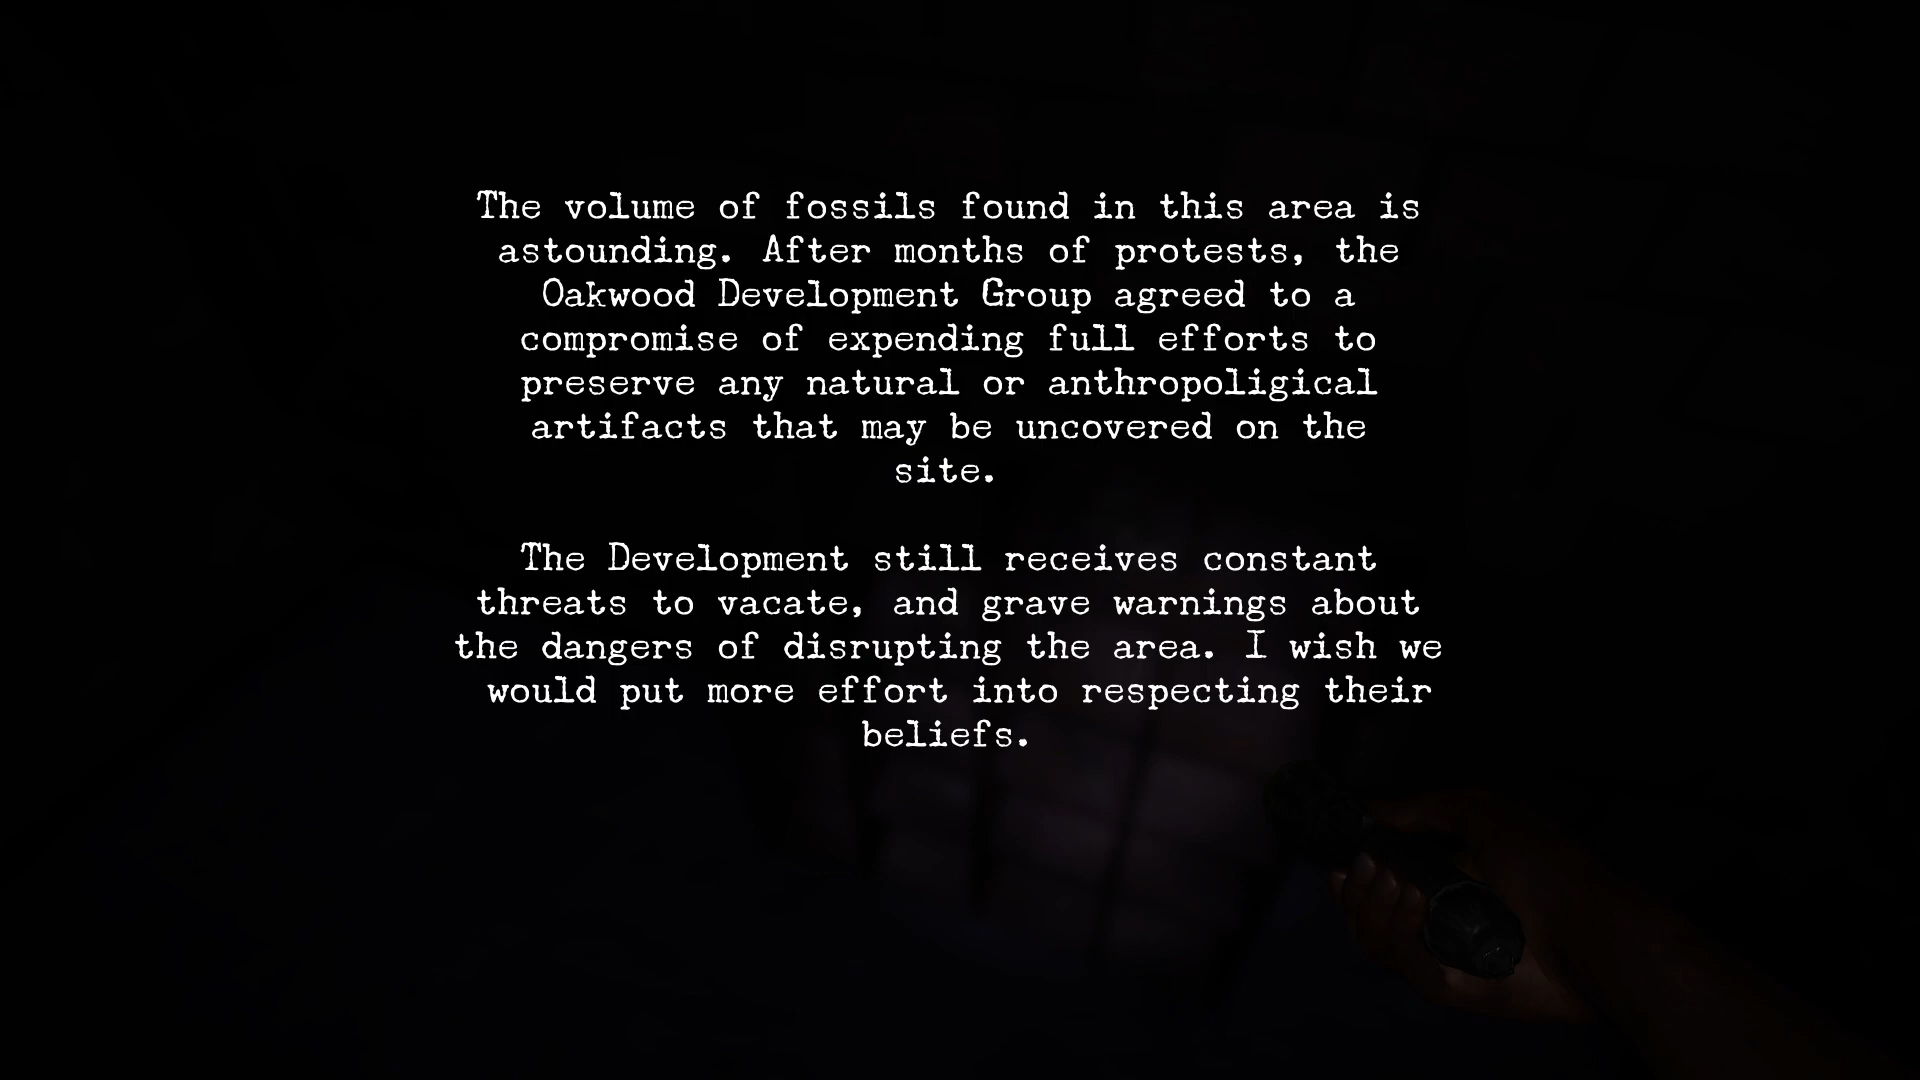 The volume of fossils found in this area is
astounding. After months of protests, the
Oakwood Development Group agreed to a
compromise of expending full efforts to
preserve any natural or anthropoligical
artifacts that may be uncovered on the
site.
The Development still receives constant
threats to vacate, and grave warnings about
the dangers of disrupting the area. I wish we
would put more effort into respecting their
beliefs.